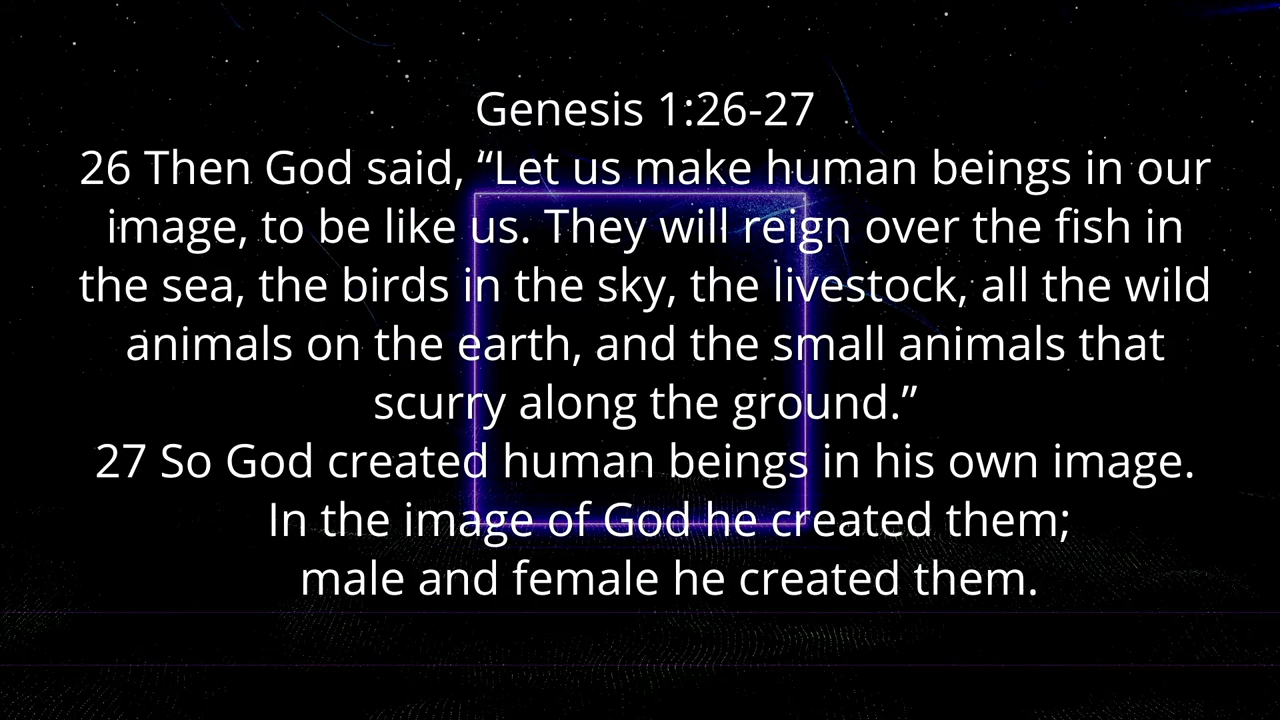 Genesis 1:26-27
26 Then God said, “Let us make human beings in our
image, to be like us. They will reign over the fish in
the sea, the birds in the sky, the livestock, all the wild
animals on the earth, and the small animals that
scurry along the ground.”
27 So God created human beings in his own image.
In the image of God he created them;
male and female he created them.